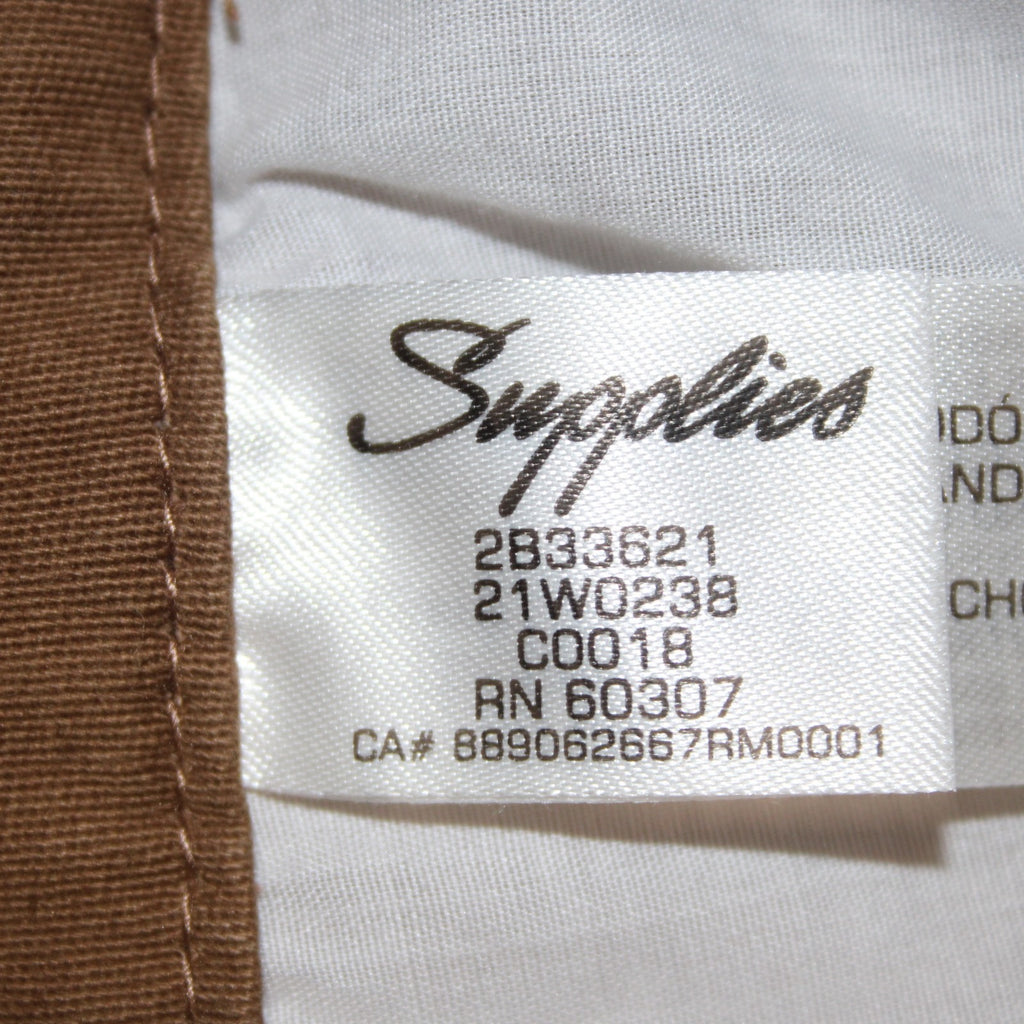 Supplies
2B33621
21W0238
C0018
RN 60307
CA# 889062667RM0001